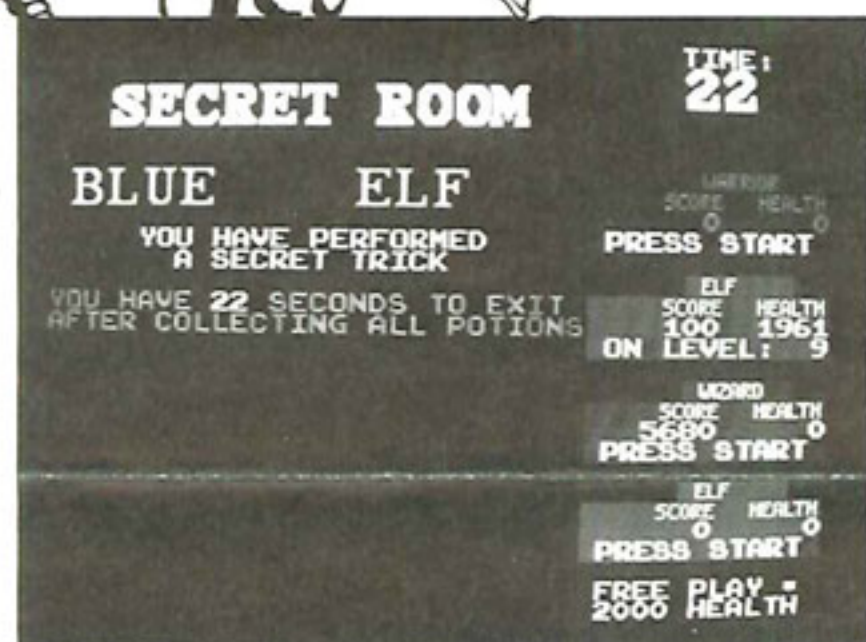 SECRET ROOM
BLUE ELF
YOU HAVE PERFORMED
A SECRET TRICK
YOU HAVE 22 SECONDS TO EXIT
AFTER COLLECTING ALL POTIONS
TIME:
22
WARRIOR
SCORE HEALTH
0 0
PRESS START
ELF
SCORE HEALTH
100 1961
ON LEVEL: 9
WIZARD
SCORE HEALTH
5680 0
PRESS START
ELF
SCORE HEALTH
0 0
PRESS START
FREE PLAY =
2000 HEALTH